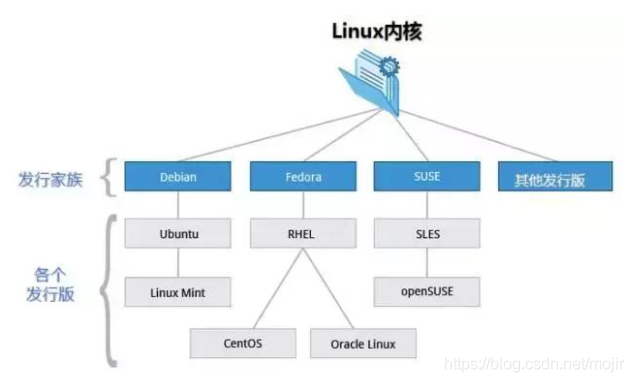 Linux内核
发行家族
Debian
Fedora
SUSE
其他发行版
各个
发行版
Ubuntu
RHEL
SLES
Linux Mint
openSUSE
CentOS
Oracle Linux
https://blog.csdn.net/mojir